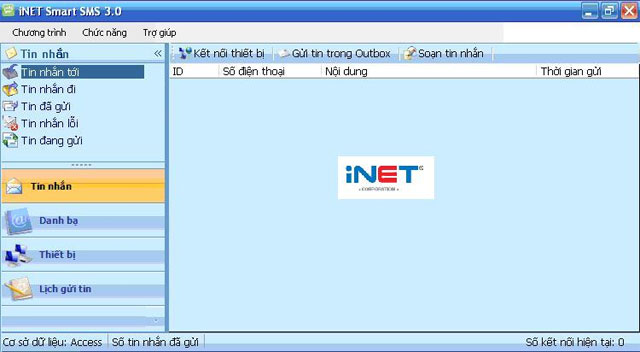 iNET Smart SMS 3.0
Chương trình Chức năng Trợ giúp
Tin nhắn
Kết nối thiết bị Gửi tin trong Outbox Soạn tin nhắn
Tin nhắn tới
ID Số điện thoại Nội dung Thời gian gửi
Tin nhắn đi
Tin đã gửi
Tin nhắn lỗi
Tin đang gửi
iNET
CORPORATION
Tin nhắn
Danh bạ
Thiết bị
Lịch gửi tin
Cơ sở dữ liệu: Access Số tin nhắn đã gửi Số kết nối hiện tại: 0